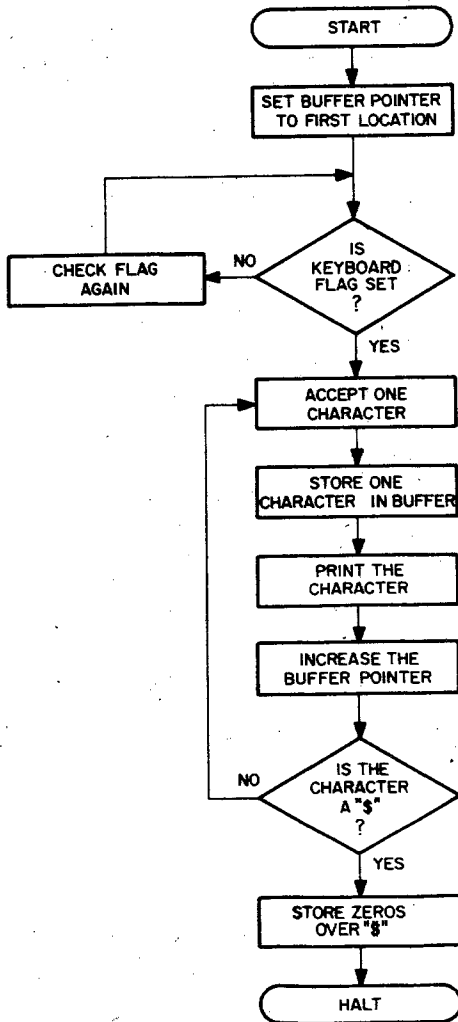 START
SET BUFFER POINTER
TO FIRST LOCATION
IS
KEYBOARD
FLAG SET
?
NO
CHECK FLAG
AGAIN
YES
ACCEPT ONE
CHARACTER
STORE ONE
CHARACTER IN BUFFER
PRINT THE
CHARACTER
INCREASE THE
BUFFER POINTER
IS THE
CHARACTER
A "$"
?
NO
YES
STORE ZEROS
OVER "$"
HALT